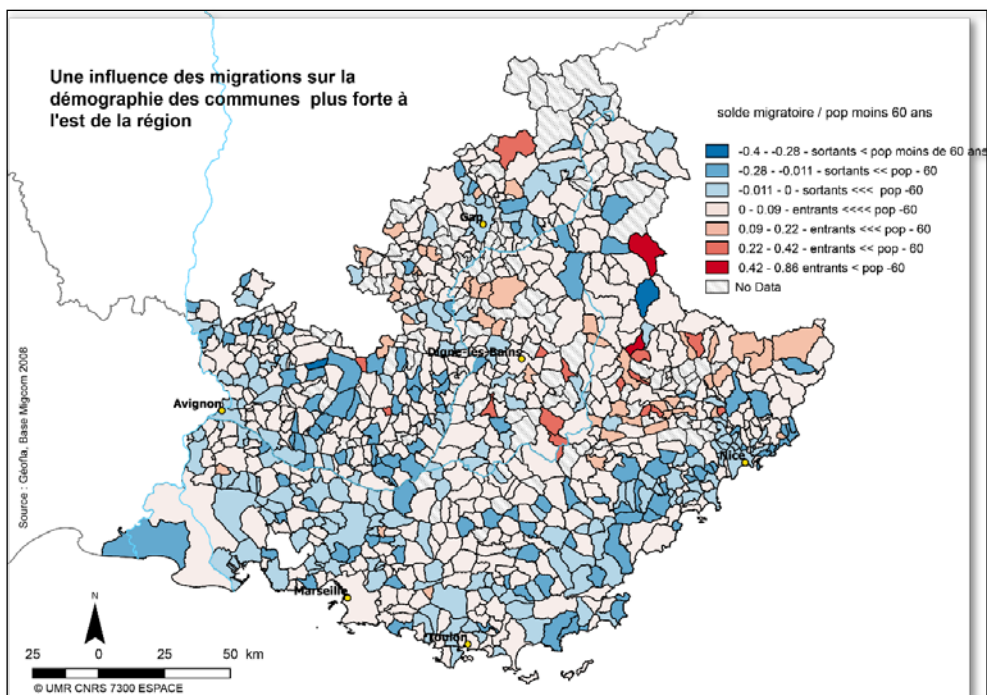 Une influence des migrations sur la
démographie des communes plus forte à
l'est de la région
solde migratoire / pop moins 60 ans
-0.4 - -0.28 - sortants < pop moins de 60 ans
-0.28 - -0.011 - sortants << pop - 60
-0.011 - 0 - sortants <<< pop -60
0 - 0.09 - entrants <<<< pop -60
0.09 - 0.22 - entrants <<< pop - 60
0.22 - 0.42 - entrants << pop - 60
0.42 - 0.86 entrants < pop -60
No Data
Gap
Digne-les-Bains
Avignon
Nice
Marseille
Toulon
Source : Géofla, Base Migcom 2008
N
25 0 25 50 km
© UMR CNRS 7300 ESPACE